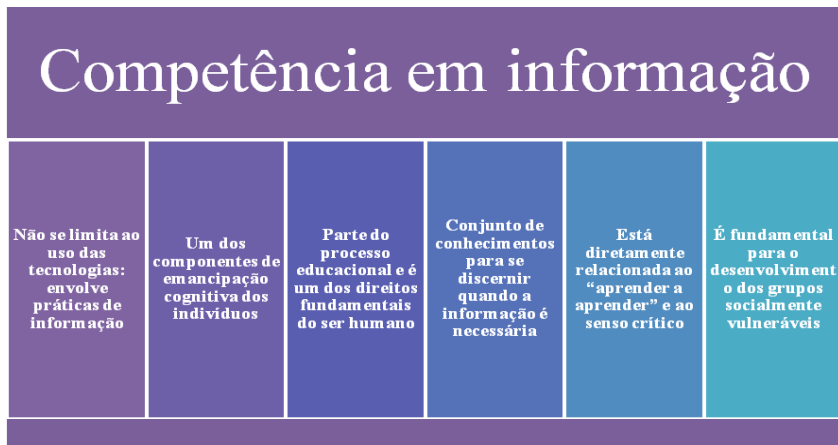 Competência em informação
Não se limita ao
uso das
tecnologias:
envolve
práticas de
informação
Um dos
componentes de
emancipação
cognitiva dos
indivíduos
Parte do
processo
educacional e é
um dos direitos
fundamentais
do ser humano
Conjunto de
conhecimentos
para se
discernir
quando a
informação é
necessária
Está
diretamente
relacionada ao
“aprender a
aprender” e ao
senso crítico
É fundamental
para o
desenvolviment
o dos grupos
socialmente
vulneráveis